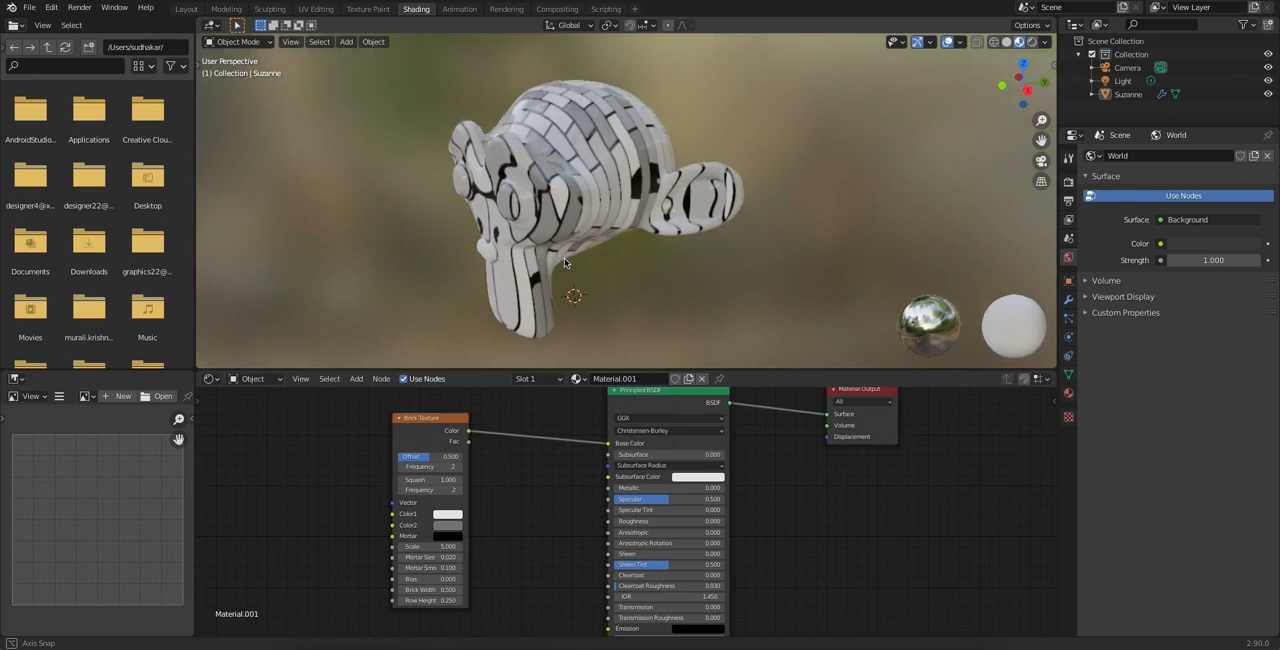 File Edit Render Window Help Layout Modeling Sculpting UV Editing Texture Paint Shading Animation Rendering Compositing Scripting + Scene View Layer
View Select Global Options
/Users/sudhakar/
Object Mode View Select Add Object
User Perspective
(1) Collection | Suzanne
AndroidStudio... Applications Creative Clou...
designer4@x... designer22@... Desktop
Documents Downloads graphics22@...
Movies murali.krishn... Music
Scene Collection
Collection
Camera
Light
Suzanne
Scene World
World
Surface
Use Nodes
Surface Background
Color
Strength 1.000
Volume
Viewport Display
Custom Properties
View + New Open
Object View Select Add Node Use Nodes Slot 1 Material.001
Brick Texture
Color
Fac
Offset 0.500
Frequency 2
Squash 1.000
Frequency 2
Vector
Color1
Color2
Mortar
Scale 5.000
Mortar Size 0.020
Mortar Smo 0.100
Bias 0.000
Brick Width 0.500
Row Height 0.250
Principled BSDF
BSDF
GGX
Christensen-Burley
Base Color
Subsurface 0.000
Subsurface Radius
Subsurface Color
Metallic 0.000
Specular 0.500
Specular Tint 0.000
Roughness 0.000
Anisotropic 0.000
Anisotropic Rotation 0.000
Sheen 0.000
Sheen Tint 0.500
Clearcoat 0.000
Clearcoat Roughness 0.030
IOR 1.450
Transmission 0.000
Transmission Roughness 0.000
Emission
Material Output
All
Surface
Volume
Displacement
Material.001
Axis Snap 2.90.0